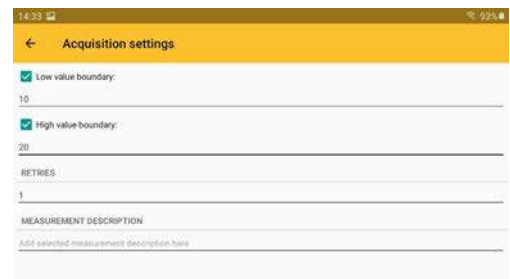 14:33 93%
Acquisition settings
Low value boundary:
10
High value boundary:
20
RETRIES
1
MEASUREMENT DESCRIPTION
Add selected measurement description here